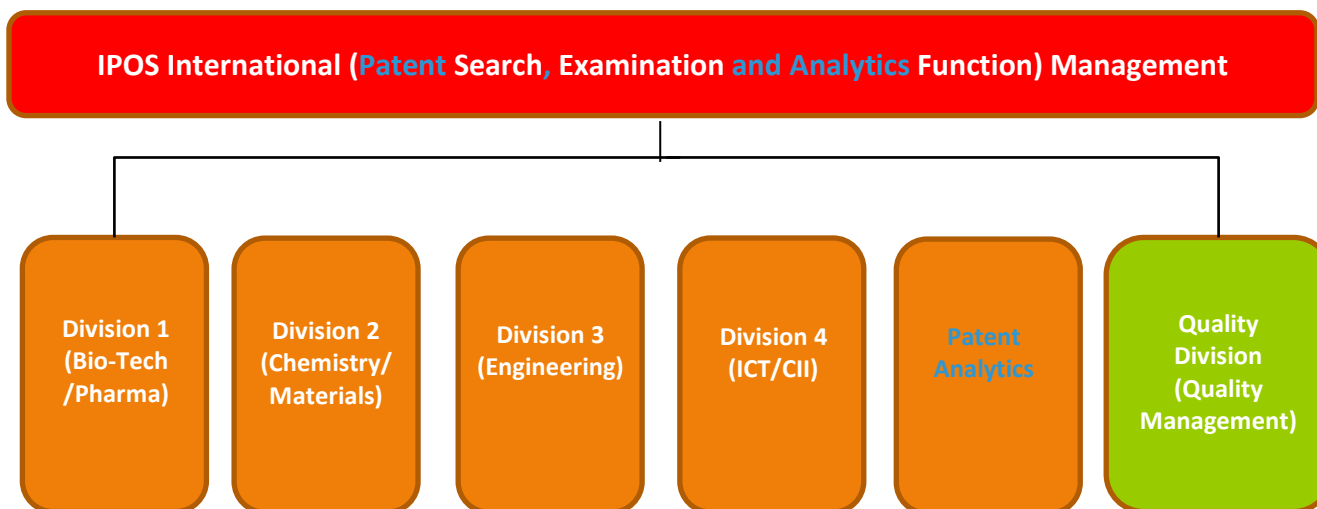 IPOS International (Patent Search, Examination and Analytics Function) Management
Division 1
(Bio-Tech
/Pharma)
Division 2
(Chemistry/
Materials)
Division 3
(Engineering)
Division 4
(ICT/CII)
Patent
Analytics
Quality
Division
(Quality
Management)